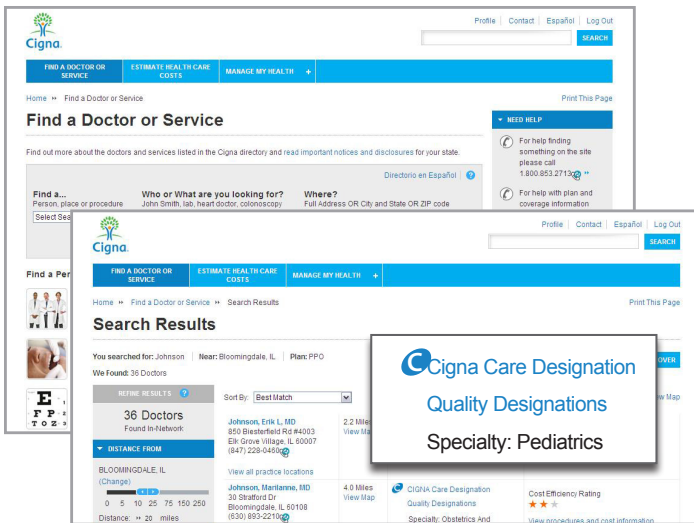 Profile | Contact | Español | Log Out
Cigna.
SEARCH
FIND A DOCTOR OR SERVICE
ESTIMATE HEALTH CARE COSTS
MANAGE MY HEALTH +
Home ›› Find a Doctor or Service
Print This Page
Find a Doctor or Service
NEED HELP
Find out more about the doctors and services listed in the Cigna directory and read important notices and disclosures for your state.
For help finding
something on the site
please call
1.800.853.2713
Directorio en Español
For help with plan and
coverage information
Find a...
Person, place or procedure
Who or What are you looking for?
John Smith, lab, heart doctor, colonoscopy
Where?
Full Address OR City and State OR ZIP code
Select Sea
Find a Per
E
F P
T O Z
Profile | Contact | Español | Log Out
Cigna.
SEARCH
FIND A DOCTOR OR SERVICE
ESTIMATE HEALTH CARE COSTS
MANAGE MY HEALTH +
Home ›› Find a Doctor or Service ›› Search Results
Print This Page
Search Results
You searched for: Johnson | Near: Bloomingdale, IL | Plan: PPO
We Found: 36 Doctors
OVER
REFINE RESULTS ?
Sort By: Best Match
w Map
36 Doctors
Found In-Network
DISTANCE FROM
BLOOMINGDALE, IL
(Change)
0 5 10 25 75 150 250
Distance: ›› 20 miles
Johnson, Erik L, MD
850 Biesterfield Rd #4003
Elk Grove Village, IL 60007
(847) 228-0460
View all practice locations
2.2 Miles
View Ma
Johnson, Marianne, MD
30 Stratford Dr
Bloomingdale, IL 60108
(630) 893-2210
4.0 Miles
View Map
CIGNA Care Designation
Quality Designations
Specialty: Obstetrics And
Cost Efficiency Rating
View procedures and cost information
Cigna Care Designation
Quality Designations
Specialty: Pediatrics